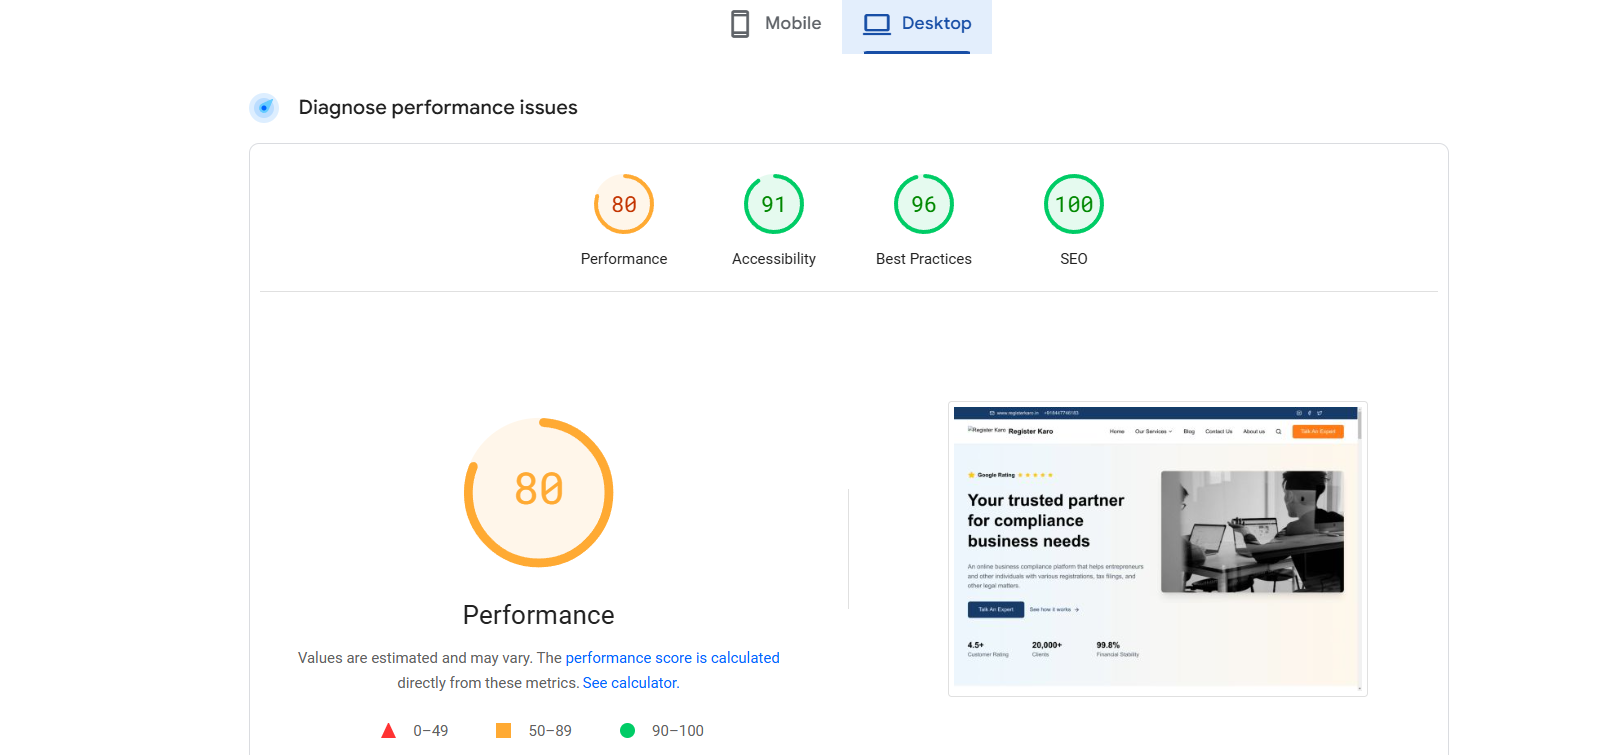 Mobile
Desktop
Diagnose performance issues
80
91
96
100
Performance
Accessibility
Best Practices
SEO
80
Performance
Values are estimated and may vary. The performance score is calculated
directly from these metrics. See calculator.
0–49
50–89
90–100
www.registerkaro.in
Register Karo
Register Karo
Home
Our Services
Blog
Contact Us
About us
Talk An Expert
Google Rating
Your trusted partner
for compliance
business needs
An online business compliance platform that helps entrepreneurs
and other individuals with various registrations, tax filings, and
other legal matters.
Talk An Expert
See how it works
4.5+
20,000+
99.8%
Customer Rating
Clients
Financial Stability